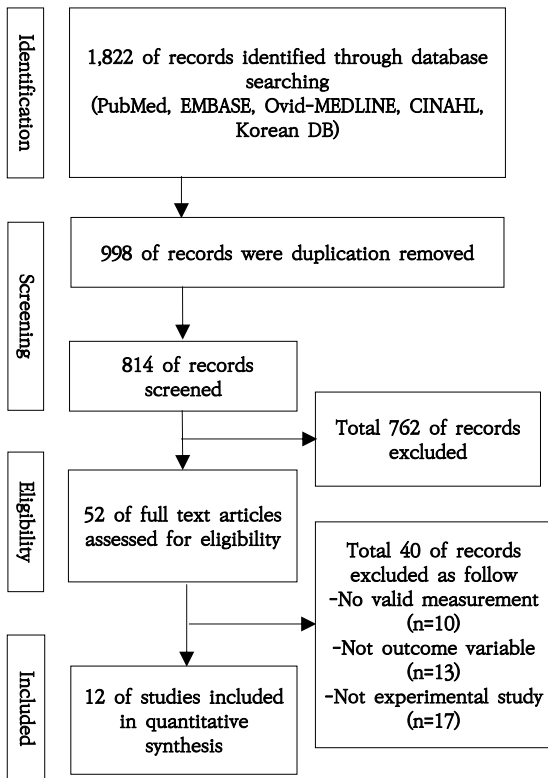 Identification
1,822 of records identified through database
searching
(PubMed, EMBASE, Ovid-MEDLINE, CINAHL,
Korean DB)
Screening
998 of records were duplication removed
814 of records
screened
Total 762 of records
excluded
Eligibility
52 of full text articles
assessed for eligibility
Total 40 of records
excluded as follow
-No valid measurement
(n=10)
-Not outcome variable
(n=13)
-Not experimental study
(n=17)
Included
12 of studies included
in quantitative
synthesis